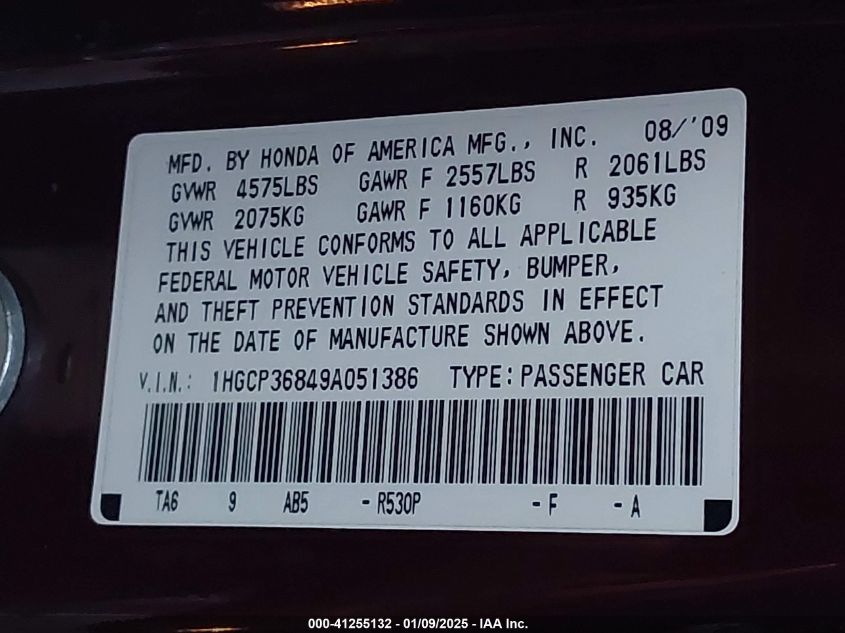 MFD. BY HONDA OF AMERICA MFG., INC. 08/'09
GVWR 4575LBS GAWR F 2557LBS R 2061LBS
GVWR 2075KG GAWR F 1160KG R 935KG
THIS VEHICLE CONFORMS TO ALL APPLICABLE
FEDERAL MOTOR VEHICLE SAFETY, BUMPER,
AND THEFT PREVENTION STANDARDS IN EFFECT
ON THE DATE OF MANUFACTURE SHOWN ABOVE.
V.I.N.: 1HGCP36849A051386 TYPE: PASSENGER CAR
TA6 9 AB5 - R530P - F - A
000-41255132 - 01/09/2025 - IAA Inc.